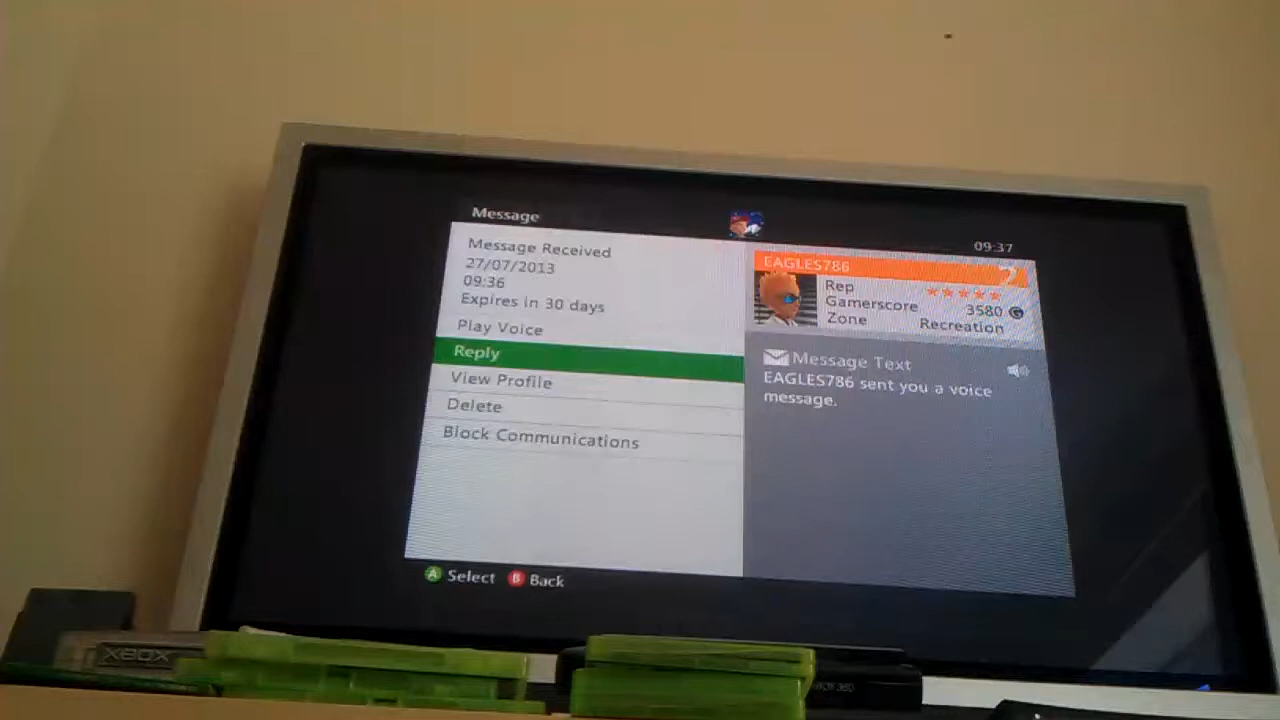 Message
09:37
Message Received
27/07/2013
09:36
Expires in 30 days
Play Voice
Reply
View Profile
Delete
Block Communications
EAGLES786
Rep
Gamerscore 3580 G
Zone Recreation
Message Text
EAGLES786 sent you a voice
message.
A Select B Back
XBOX
XBOX 360